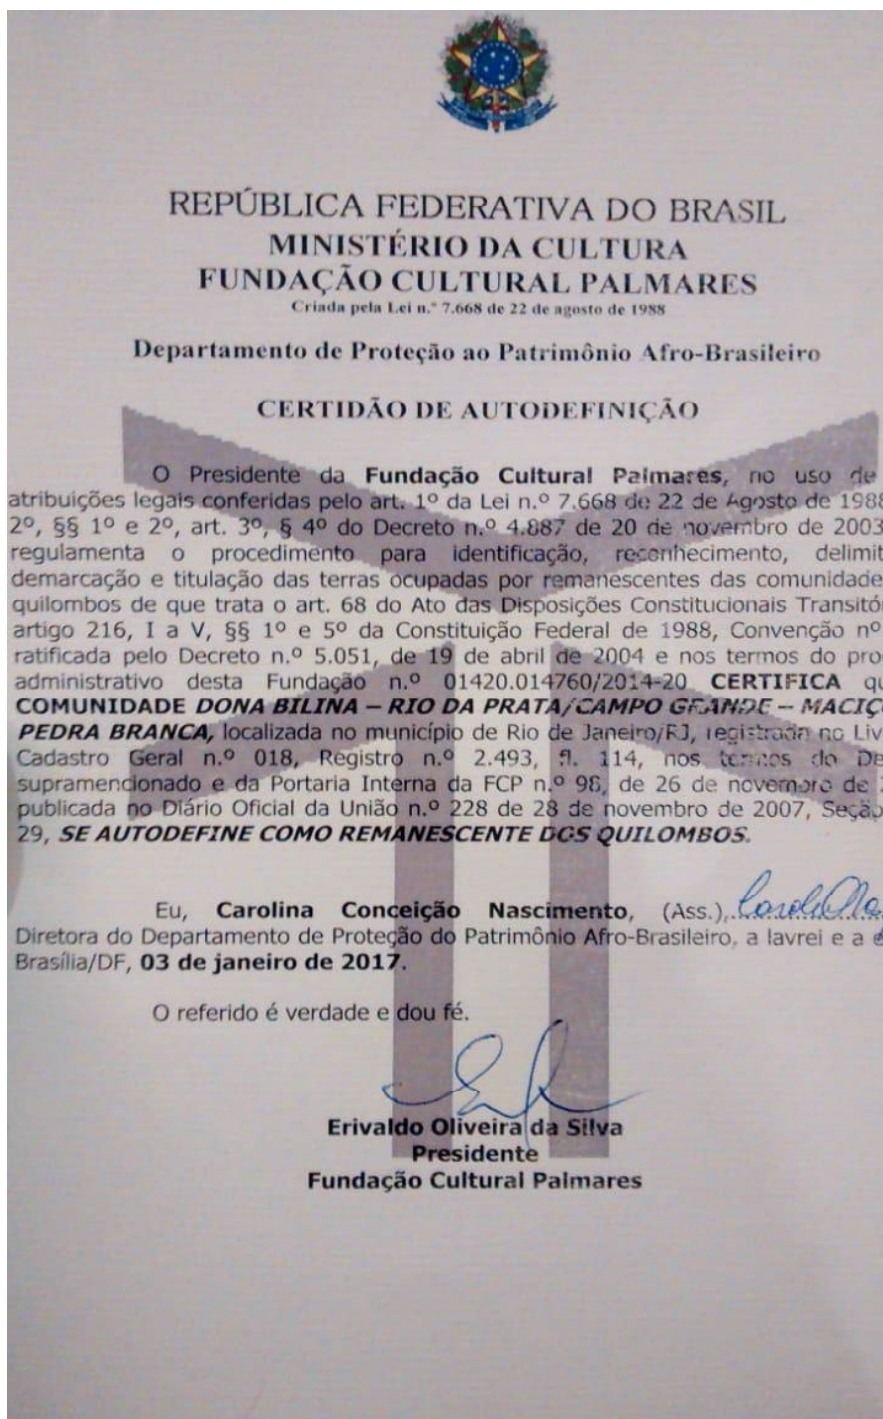 REPÚBLICA FEDERATIVA DO BRASIL
MINISTÉRIO DA CULTURA
FUNDAÇÃO CULTURAL PALMARES
Criada pela Lei n.º 7.668 de 22 de agosto de 1988
Departamento de Proteção ao Patrimônio Afro-Brasileiro
CERTIDÃO DE AUTODEFINIÇÃO
O Presidente da Fundação Cultural Palmares, no uso de
atribuições legais conferidas pelo art. 1º da Lei n.º 7.668 de 22 de Agosto de 1988
2º, §§ 1º e 2º, art. 3º, § 4º do Decreto n.º 4.887 de 20 de novembro de 2003
regulamenta o procedimento para identificação, reconhecimento, delimit
demarcação e titulação das terras ocupadas por remanescentes das comunidade
quilombos de que trata o art. 68 do Ato das Disposições Constitucionais Transitó
artigo 216, I a V, §§ 1º e 5º da Constituição Federal de 1988, Convenção nº
ratificada pelo Decreto n.º 5.051, de 19 de abril de 2004 e nos termos do pro
administrativo desta Fundação n.º 01420.014760/2014-20 CERTIFICA qu
COMUNIDADE DONA BILINA – RIO DA PRATA/CAMPO GRANDE – MACIÇO
PEDRA BRANCA, localizada no município de Rio de Janeiro/RJ, registrada no Liv
Cadastro Geral n.º 018, Registro n.º 2.493, fl. 114, nos termos do De
supramencionado e da Portaria Interna da FCP n.º 98, de 26 de novembro de
publicada no Diário Oficial da União n.º 228 de 28 de novembro de 2007, Seção
29, SE AUTODEFINE COMO REMANESCENTE DOS QUILOMBOS.
Eu, Carolina Conceição Nascimento, (Ass.)
Diretora do Departamento de Proteção do Patrimônio Afro-Brasileiro, a lavrei e a
Brasília/DF, 03 de janeiro de 2017.
O referido é verdade e dou fé.
Erivaldo Oliveira da Silva
Presidente
Fundação Cultural Palmares